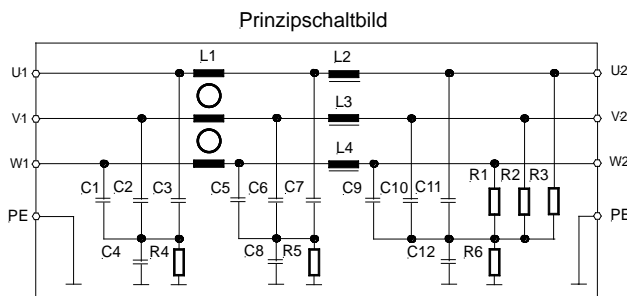 Prinzipschaltbild
L1 L2
U1 U2
L3
V1 V2
L4
W1 W2
C1 C2 C3 C5 C6 C7 C9 C10 C11 R1 R2 R3
PE PE
C4 R4 C8 R5 C12 R6